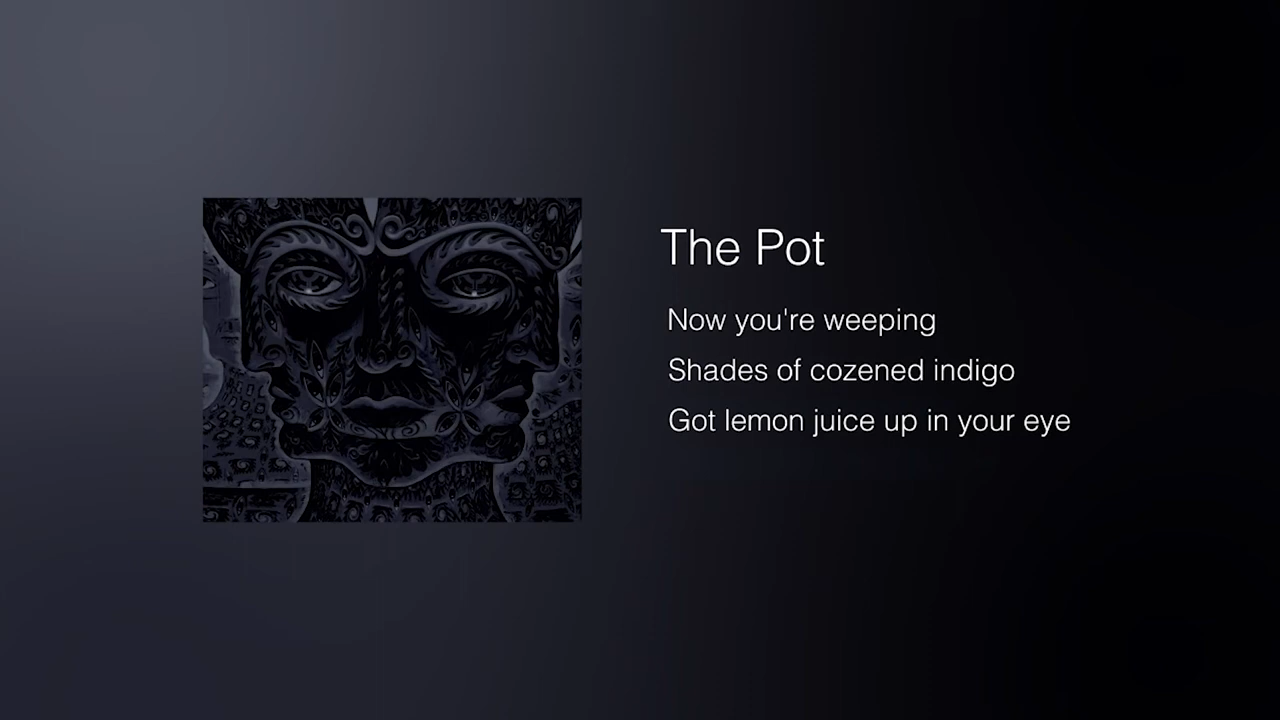 The Pot
Now you're weeping
Shades of cozened indigo
Got lemon juice up in your eye